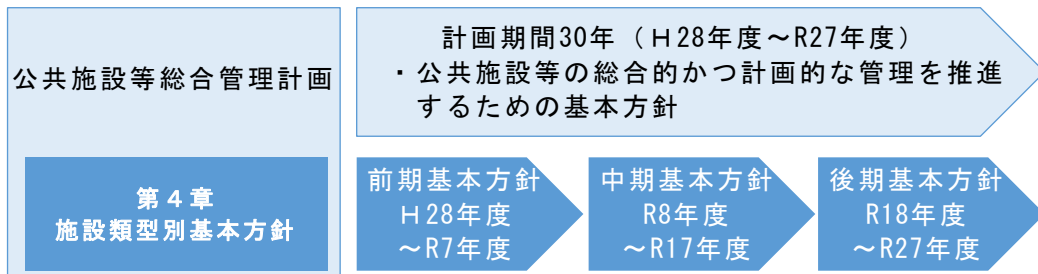 公共施設等総合管理計画
計画期間30年（Ｈ28年度～R27年度）
・公共施設等の総合的かつ計画的な管理を推進
するための基本方針
第４章
施設類型別基本方針
前期基本方針
Ｈ28年度
～R7年度
中期基本方針
R8年度
～R17年度
後期基本方針
R18年度
～R27年度